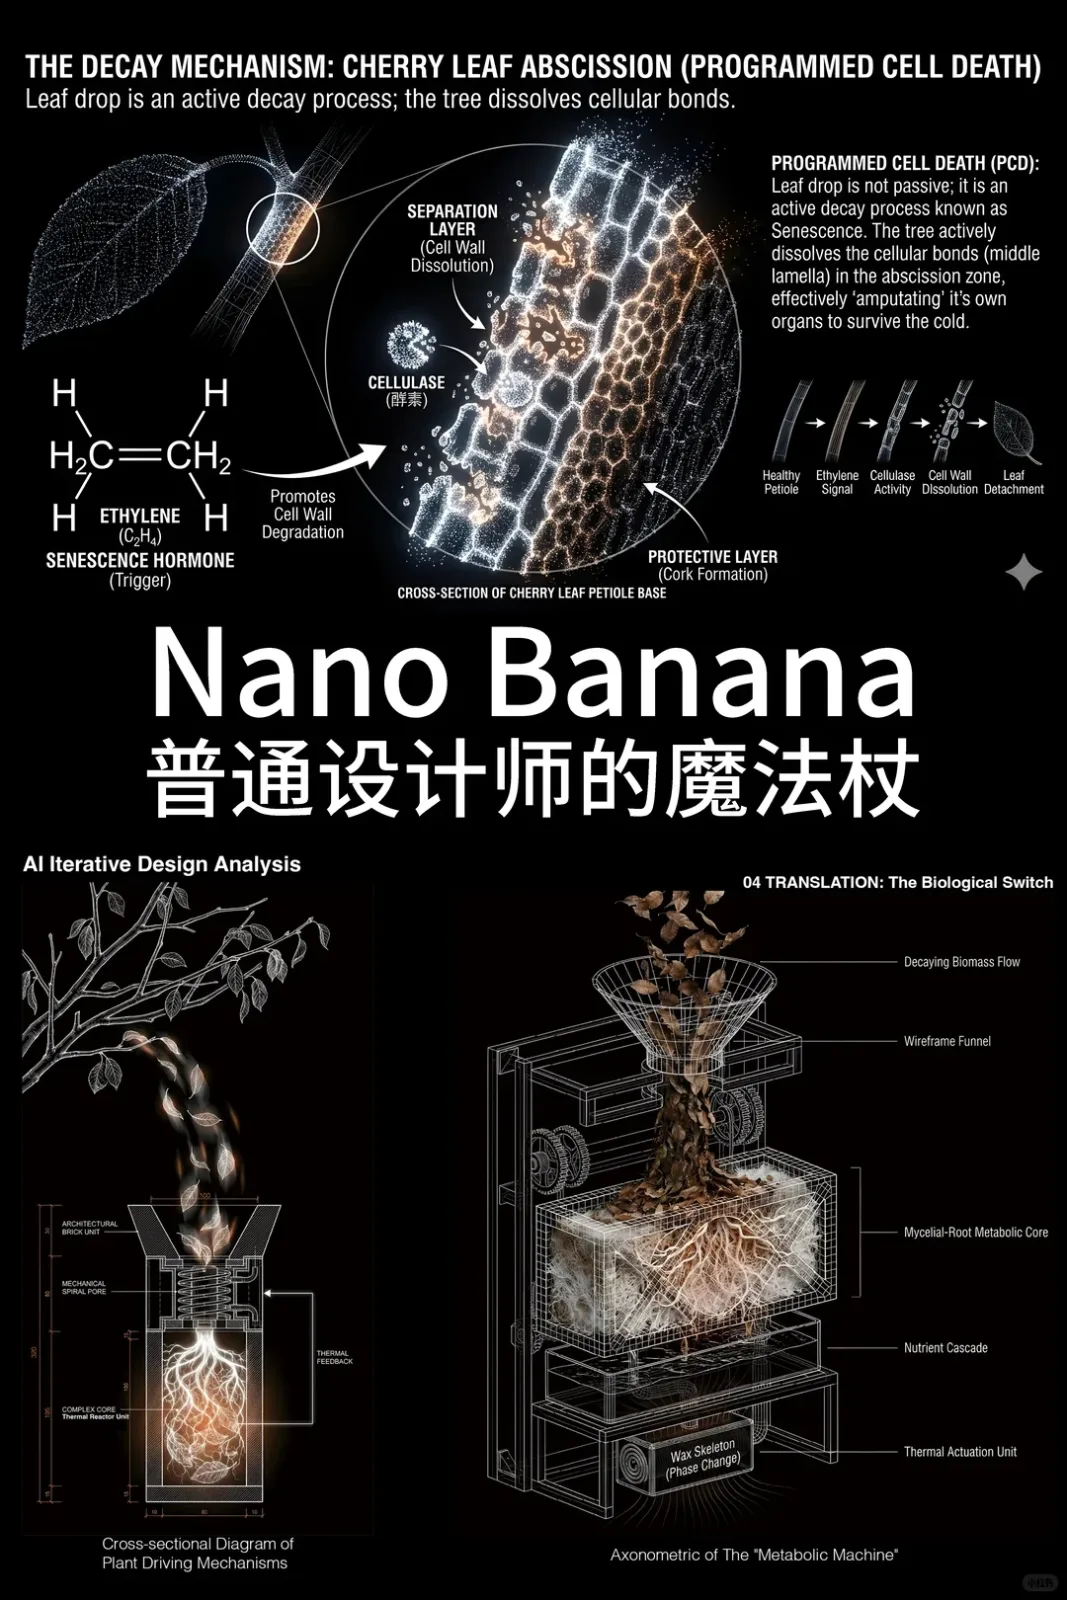 THE DECAY MECHANISM: CHERRY LEAF ABSCISSION (PROGRAMMED CELL DEATH)
Leaf drop is an active decay process; the tree dissolves cellular bonds.
PROGRAMMED CELL DEATH (PCD):
Leaf drop is not passive; it is an
active decay process known as
Senescence. The tree actively
dissolves the cellular bonds (middle
lamella) in the abscission zone,
effectively ‘amputating’ it's own
organs to survive the cold.
SEPARATION
LAYER
(Cell Wall
Dissolution)
CELLULASE
(酵素)
H H
H₂C CH₂
H H
ETHYLENE
(C₂H₄)
SENESCENCE HORMONE
(Trigger)
Promotes
Cell Wall
Degradation
PROTECTIVE LAYER
(Cork Formation)
CROSS-SECTION OF CHERRY LEAF PETIOLE BASE
Healthy
Petiole
Ethylene
Signal
Cellulase
Activity
Cell Wall
DIssolution
Leaf
Detachment
Nano Banana
普通设计师的魔法杖
AI Iterative Design Analysis
ARCHITECTURAL
BRICK UNIT
MECHANICAL
SPIRAL PORE
THERMAL
FEEDBACK
COMPLEX CORE
Thermal Reactor Unit
Cross-sectional Diagram of
Plant Driving Mechanisms
04 TRANSLATION: The Biological Switch
Decaying Biomass Flow
Wireframe Funnel
Mycelial-Root Metabolic Core
Nutrient Cascade
Thermal Actuation Unit
Wax Skeleton
(Phase Change)
Axonometric of The "Metabolic Machine"
小红书